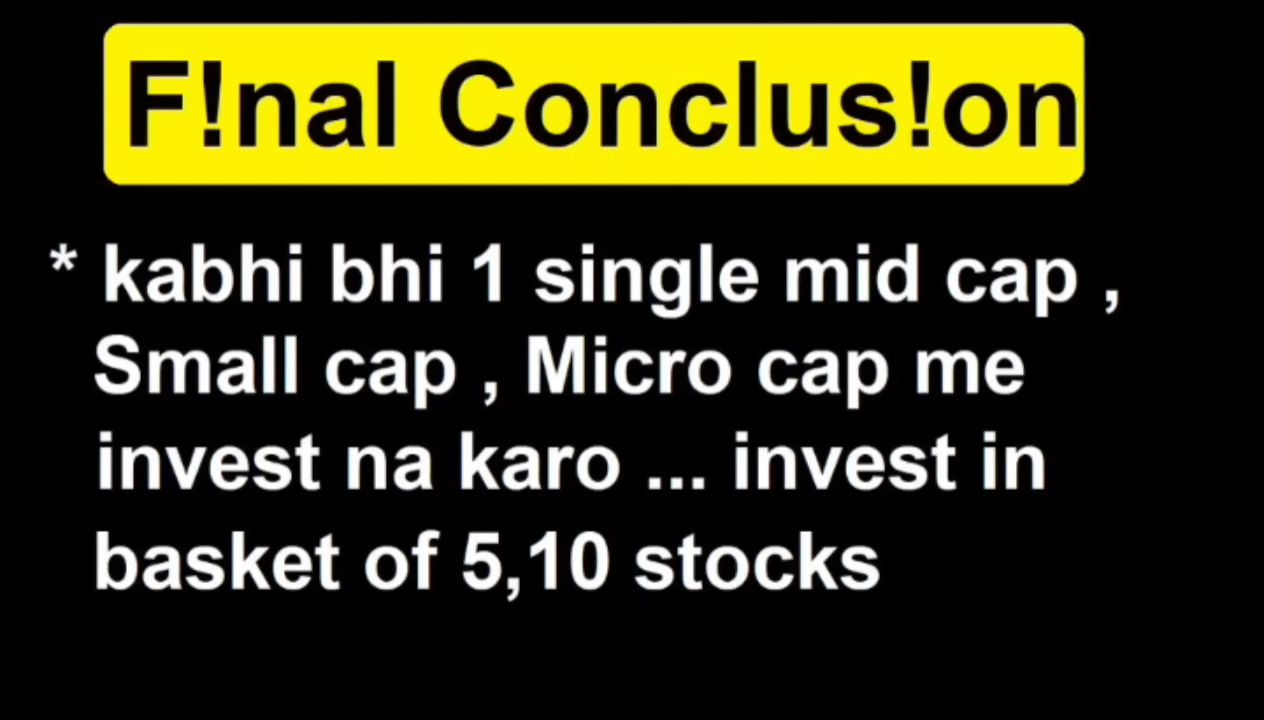 F!nal Conclus!on
* kabhi bhi 1 single mid cap ,
Small cap , Micro cap me
invest na karo ... invest in
basket of 5,10 stocks